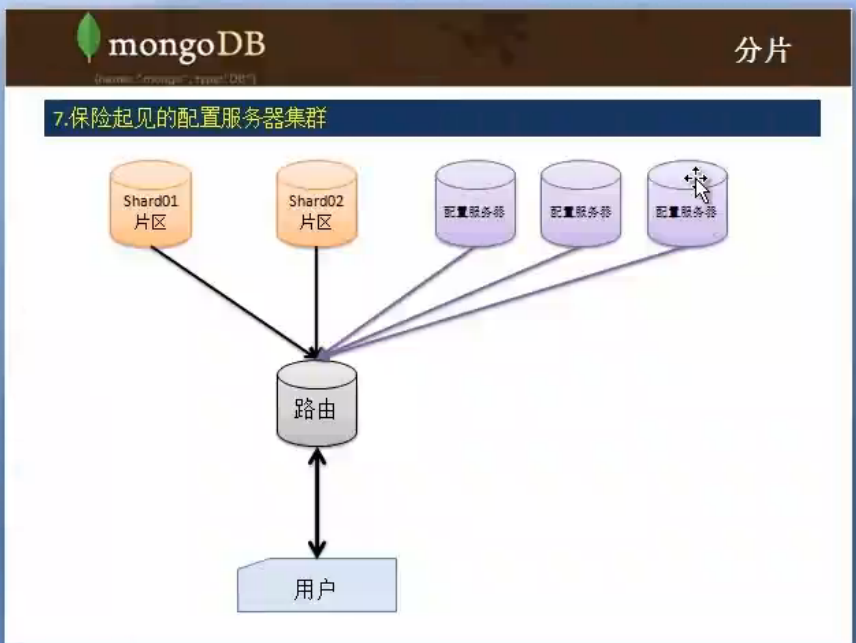 mongoDB
{name:"mongo",type:"DB"}
分片
7.保险起见的配置服务器集群
Shard01
片区
Shard02
片区
配置服务器
配置服务器
配置服务器
路由
用户